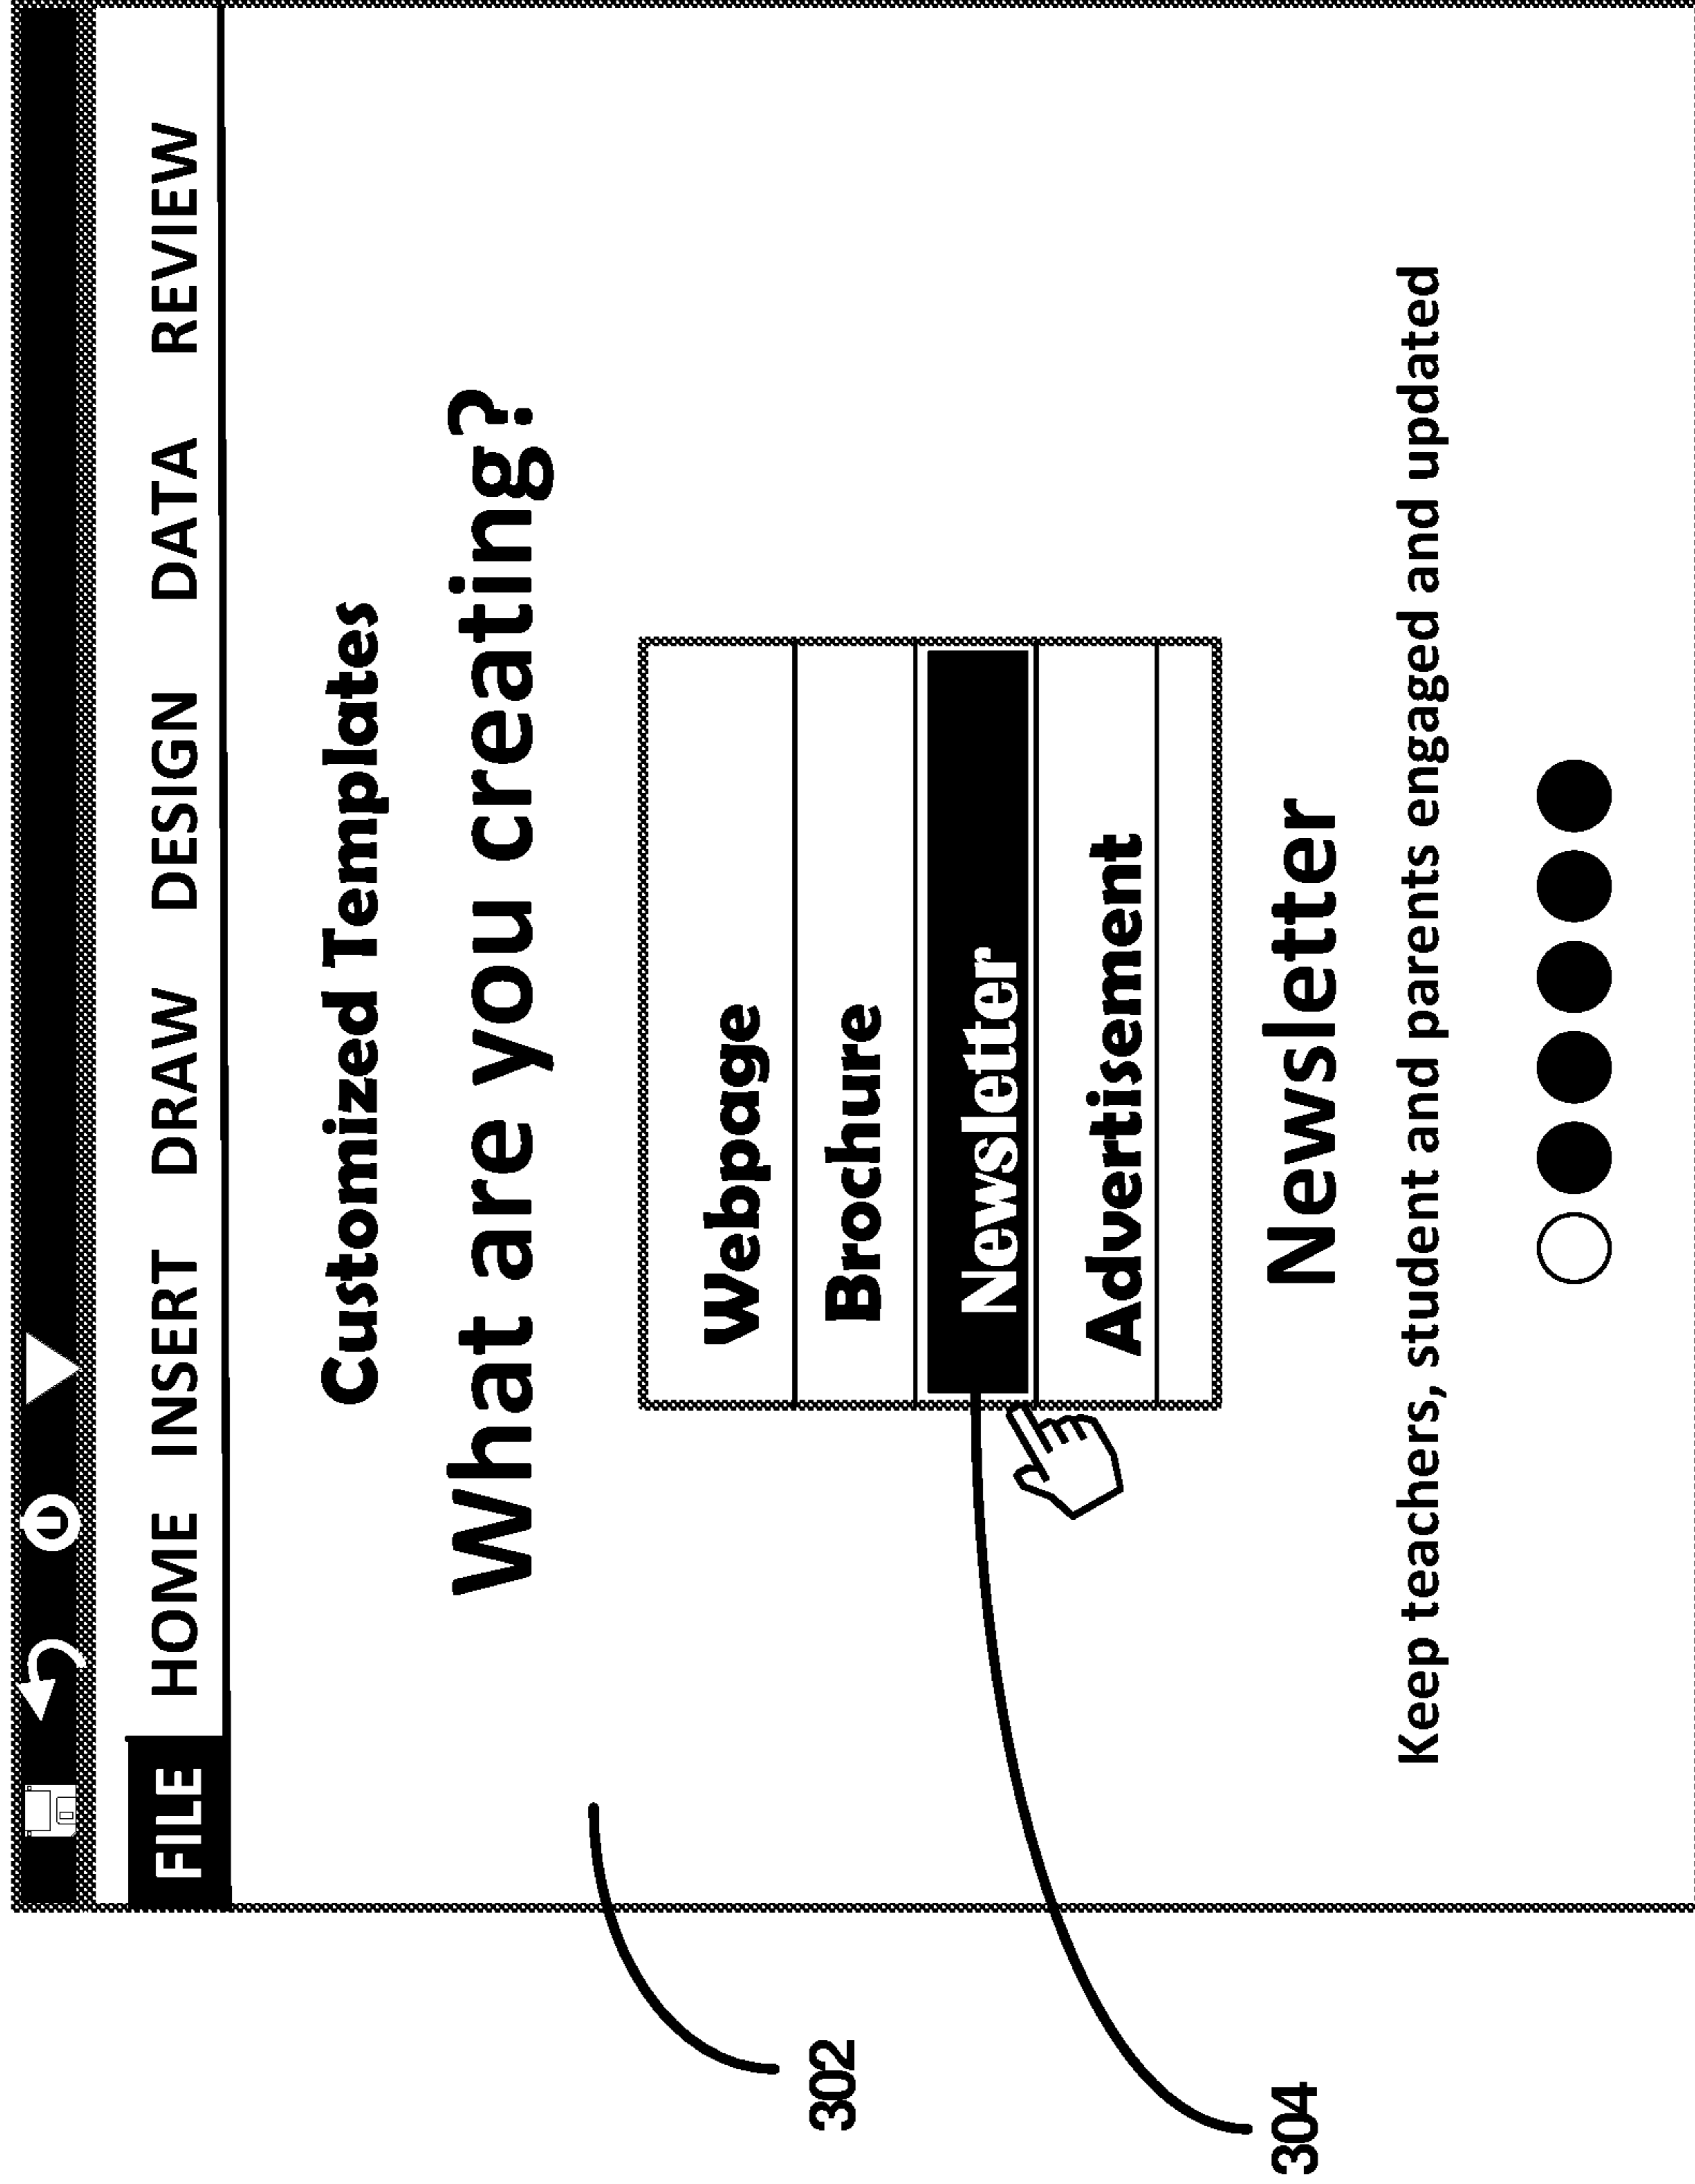 FILE HOME INSERT DRAW DESIGN DATA REVIEW
Customized Templates
What are you creating?
Webpage
Brochure
Newsletter
Advertisement
Newsletter
Keep teachers, student and parents engaged and updated
302
304